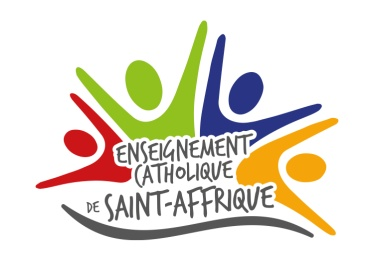 ENSEIGNEMENT
CATHOLIQUE
DE SAINT-AFFRIQUE